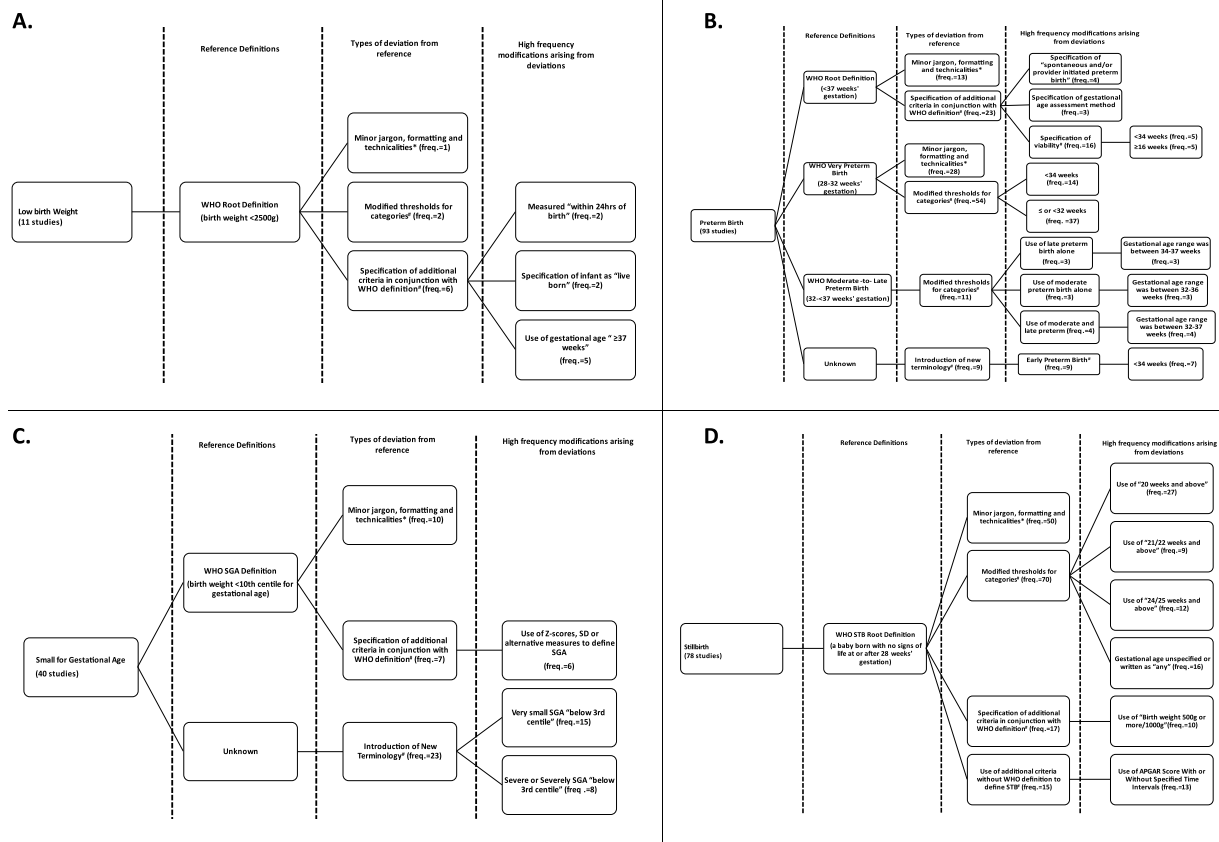 A.
Reference Definitions
Types of deviation from
reference
High frequency
modifications arising from
deviations
Low birth Weight
(11 studies)
WHO Root Definition
(birth weight <2500g)
Minor jargon, formatting and
technicalities* (freq.=1)
Modified thresholds for
categories# (freq.=2)
Specification of additional
criteria in conjunction with
WHO definition# (freq.=6)
Measured "within 24hrs of
birth" (freq.=2)
Specification of infant as "live
born" (freq.=2)
Use of gestational age " ≥37
weeks"
(freq.=5)
B.
Reference Definitions
Types of deviation from
reference
High frequency modifications arising
from deviations
Preterm Birth
(93 studies)
WHO Root Definition
(<37 weeks'
gestation)
Minor jargon, formatting
and technicalities*
(freq.=13)
Specification of additional
criteria in conjunction with
WHO definition# (freq.=23)
Specification of
"spontaneous and/or
provider initiated preterm
birth" (freq.=4)
Specification of gestational
age assessment method
(freq.=3)
Specification of
viability# (freq.=16)
<34 weeks (freq.=5)
≥16 weeks (freq.=5)
WHO Very Preterm
Birth
(28-32 weeks'
gestation)
Minor jargon,
formatting and
technicalities*
(freq.=28)
Modified thresholds for
categories# (freq.=54)
<34 weeks
(freq.=14)
≤ or <32 weeks
(freq. =37)
WHO Moderate -to- Late
Preterm Birth
(32-<37 weeks' gestation)
Modified thresholds
for categories#
(freq.=11)
Use of late preterm
birth alone
(freq.=3)
Gestational age range was
between 34-37 weeks
(freq.=3)
Use of moderate
preterm birth alone
(freq.=3)
Gestational age range
was between 32-36
weeks (freq.=3)
Use of moderate and
late preterm (freq.=4)
Gestational age range
was between 32-37
weeks (freq.=4)
Unknown
Introduction of new
terminology# (freq.=9)
Early Preterm Birth#
(freq.=9)
<34 weeks (freq.=7)
C.
Reference Definitions
Types of deviation from
reference
High frequency modifications arising
from deviations
Small for Gestational Age
(40 studies)
WHO SGA Definition
(birth weight <10th centile for
gestational age)
Minor jargon, formatting and
technicalities* (freq.=10)
Specification of additional
criteria in conjunction with
WHO definition# (freq.=7)
Use of Z-scores, SD or
alternative measures to define
SGA
(freq.=6)
Unknown
Introduction of New
Terminology# (freq.=23)
Very small SGA "below 3rd
centile" (freq.=15)
Severe or Severely SGA "below
3rd centile" (freq .=8)
D.
Reference Definitions
Types of deviation from
reference
High frequency modifications arising
from deviations
Stillbirth
(78 studies)
WHO STB Root Definition
(a baby born with no signs of
life at or after 28 weeks'
gestation)
Minor jargon, formatting and
technicalities* (freq.=50)
Modified thresholds for
categories# (freq.=70)
Use of "20 weeks and above"
(freq.=27)
Use of "21/22 weeks and
above" (freq.=9)
Use of "24/25 weeks and
above" (freq.=12)
Gestational age unspecified or
written as "any" (freq.=16)
Specification of additional
criteria in conjunction with
WHO definition# (freq.=17)
Use of "Birth weight 500g or
more/1000g"(freq.=10)
Use of additional criteria
without WHO definition to
define STB# (freq.=15)
Use of APGAR Score With or
Without Specified Time
Intervals (freq.=13)